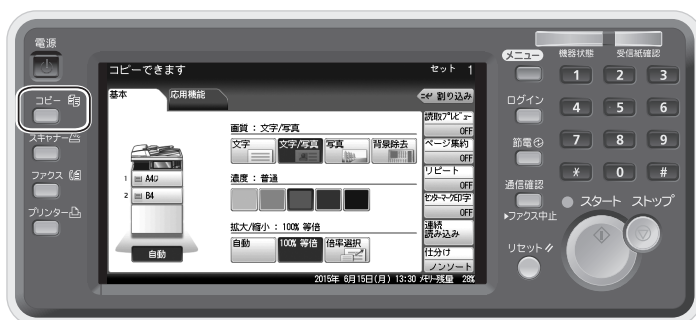 電源
コピー
スキャナー
ファクス
プリンター
コピーできます
セット 1
基本
応用機能
割り込み
画質：文字/写真
文字
文字/写真
写真
背景除去
濃度：普通
拡大/縮小：100% 等倍
自動
100% 等倍
倍率選択
1 A4
2 B4
自動
読取プレビュー
OFF
ページ集約
OFF
リピート
OFF
センターマーク印字
OFF
連続
読み込み
仕分け
ノンソート
2015年 6月15日(月) 13:30 メモリー残量 28%
メニュー
機器状態
受信紙確認
ログイン
節電
通信確認
▶ファクス中止
リセット
1 2 3
4 5 6
7 8 9
* 0 #
スタート
ストップ